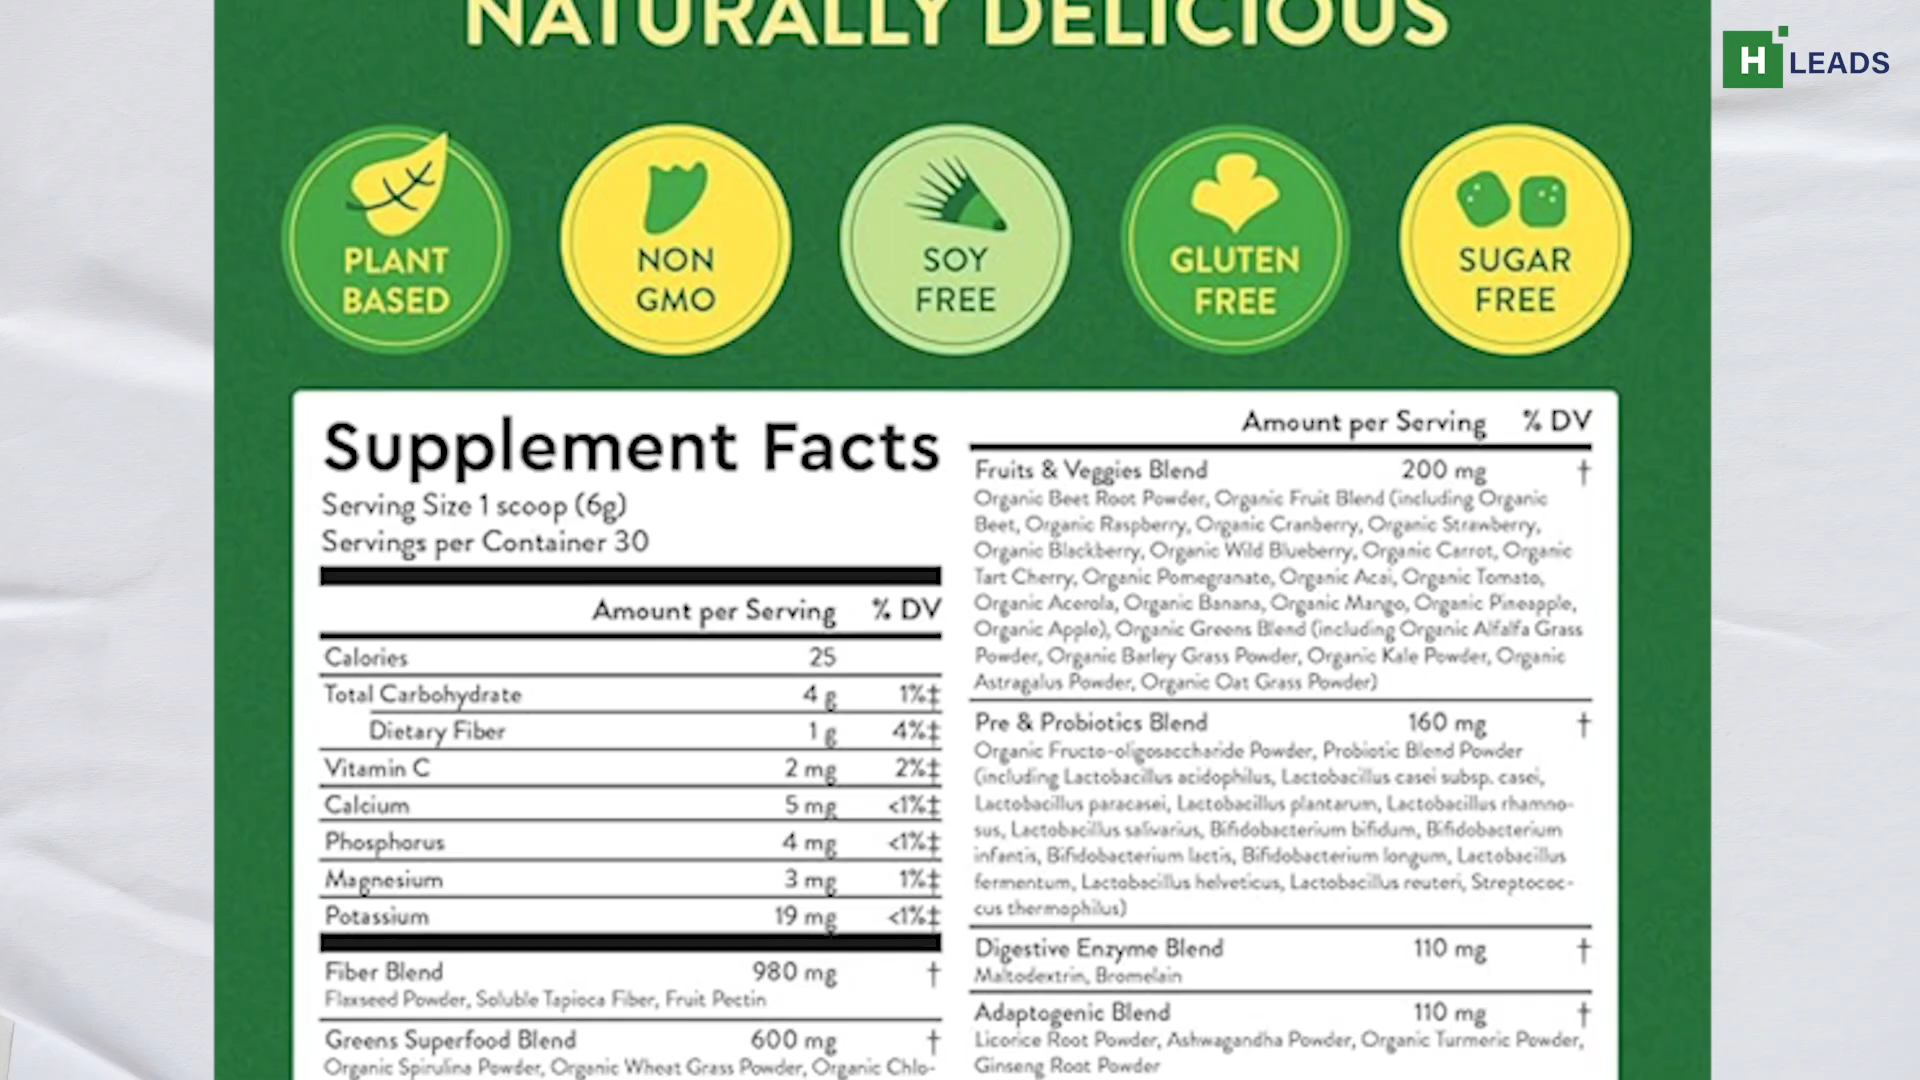 NATURALLY DELICIOUS
H LEADS
PLANT
BASED
NON
GMO
SOY
FREE
GLUTEN
FREE
SUGAR
FREE
Supplement Facts
Serving Size 1 scoop (6g)
Servings per Container 30
Amount per Serving % DV
Calories 25
Total Carbohydrate 4 g 1%‡
Dietary Fiber 1 g 4%‡
Vitamin C 2 mg 2%‡
Calcium 5 mg <1%‡
Phosphorus 4 mg <1%‡
Magnesium 3 mg 1%‡
Potassium 19 mg <1%‡
Fiber Blend 980 mg †
Flaxseed Powder, Soluble Tapioca Fiber, Fruit Pectin
Greens Superfood Blend 600 mg †
Organic Spirulina Powder, Organic Wheat Grass Powder, Organic Chlo-
Amount per Serving % DV
Fruits & Veggies Blend 200 mg †
Organic Beet Root Powder, Organic Fruit Blend (including Organic
Beet, Organic Raspberry, Organic Cranberry, Organic Strawberry,
Organic Blackberry, Organic Wild Blueberry, Organic Carrot, Organic
Tart Cherry, Organic Pomegranate, Organic Acai, Organic Tomato,
Organic Acerola, Organic Banana, Organic Mango, Organic Pineapple,
Organic Apple), Organic Greens Blend (including Organic Alfalfa Grass
Powder, Organic Barley Grass Powder, Organic Kale Powder, Organic
Astragalus Powder, Organic Oat Grass Powder)
Pre & Probiotics Blend 160 mg †
Organic Fructo-oligosaccharide Powder, Probiotic Blend Powder
(including Lactobacillus acidophilus, Lactobacillus casei subsp. casei,
Lactobacillus paracasei, Lactobacillus plantarum, Lactobacillus rhamno-
sus, Lactobacillus salivarius, Bifidobacterium bifidum, Bifidobacterium
infantis, Bifidobacterium lactis, Bifidobacterium longum, Lactobacillus
fermentum, Lactobacillus helveticus, Lactobacillus reuteri, Streptococ-
cus thermophilus)
Digestive Enzyme Blend 110 mg †
Maltodextrin, Bromelain
Adaptogenic Blend 110 mg †
Licorice Root Powder, Ashwagandha Powder, Organic Turmeric Powder,
Ginseng Root Powder